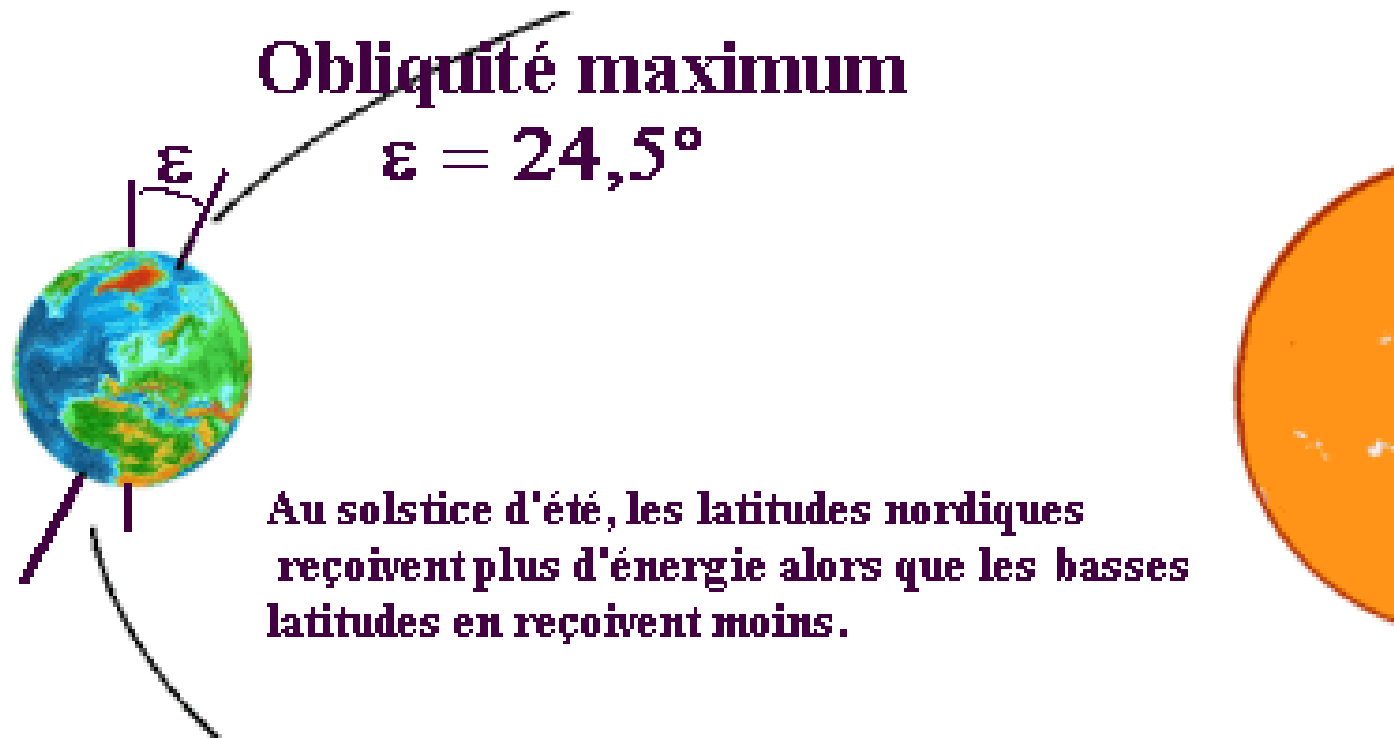 Obliquité maximum
ε = 24,5°
ε
Au solstice d'été, les latitudes nordiques
reçoivent plus d'énergie alors que les basses
latitudes en reçoivent moins.